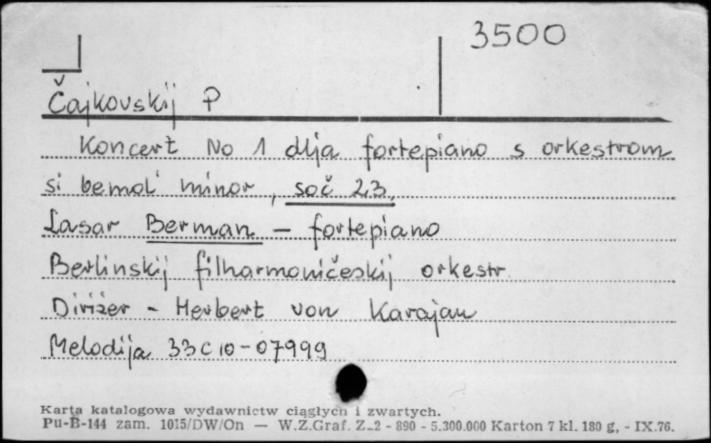 3500
Čajkovskij P
Koncert No 1 dlja fortepiano s orkestrom
si bemol' minor, soč 23.
Lasar Berman - fortepiano
Berlinskij filharmoničeskij orkestr
Dirižer - Herbert von Karajan
Melodija 33C10-07999
Karta katalogowa wydawnictw ciągłych i zwartych.
Pu-B-144 zam. 1015/DW/On — W.Z.Graf. Z-2 - 890 - 5.300.000 Karton 7 kl. 180 g, - IX.76.